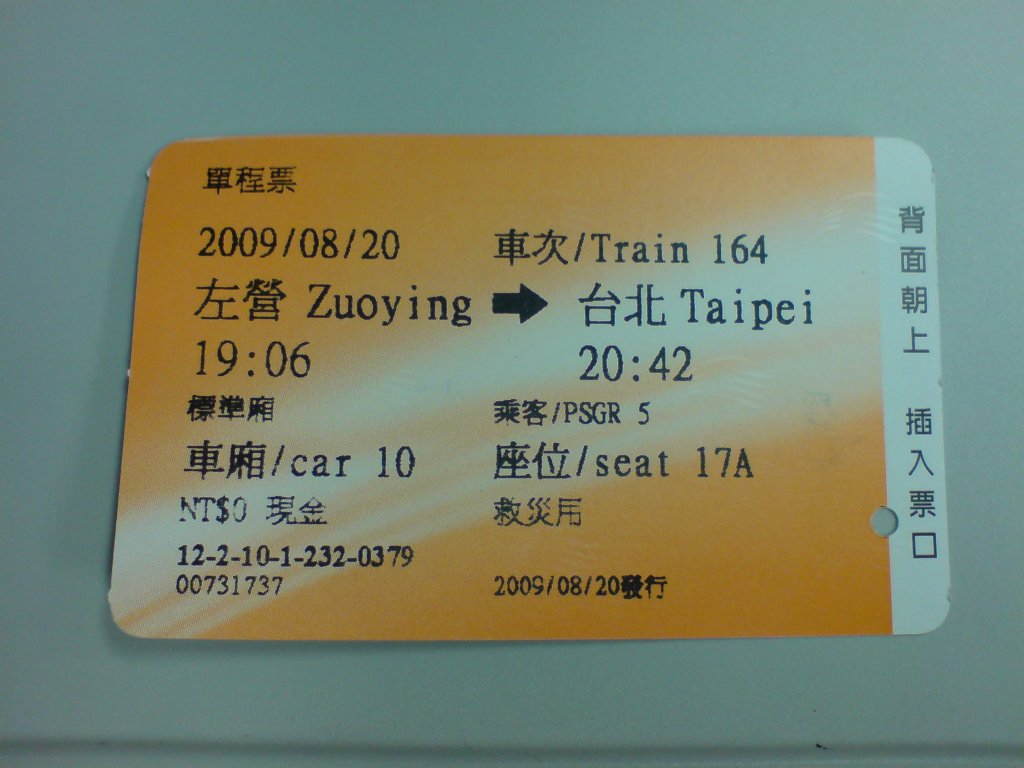 單程票
2009/08/20 車次/Train 164
左營 Zuoying → 台北 Taipei
19:06 20:42
標準廂 乘客/PSGR 5
車廂/car 10 座位/seat 17A
NT$0 現金 救災用
12-2-10-1-232-0379
00731737 2009/08/20發行
背面朝上 插入票口